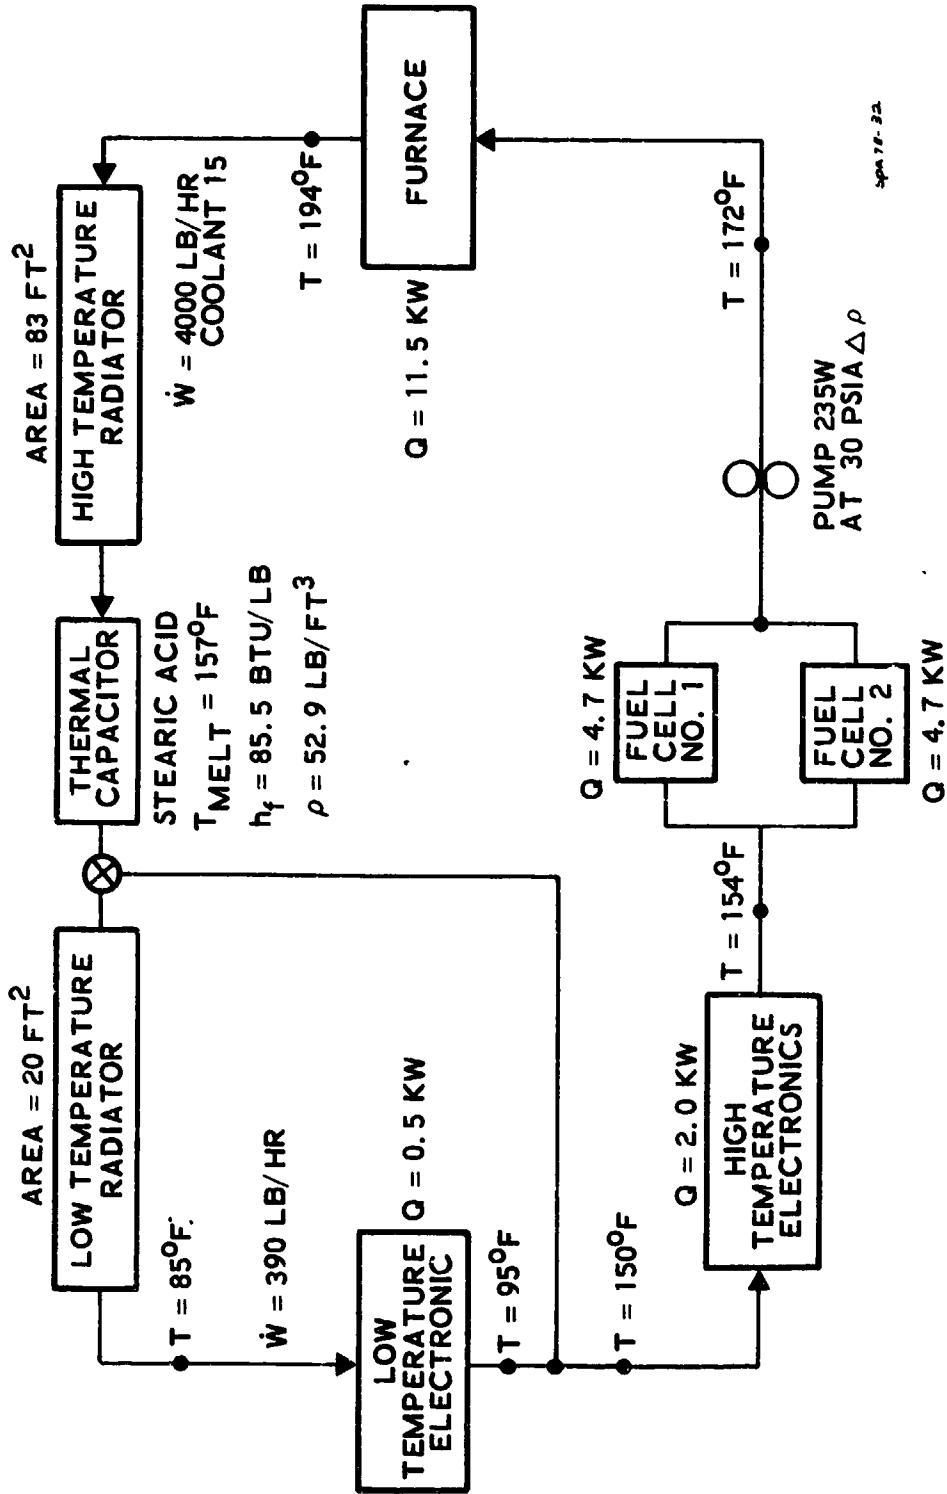 AREA = 20 FT2
LOW TEMPERATURE
RADIATOR
THERMAL
CAPACITOR
AREA = 83 FT2
HIGH TEMPERATURE
RADIATOR
STEARIC ACID
TMELT = 157°F
hf = 85.5 BTU/LB
ρ = 52.9 LB/FT3
Ẇ = 4000 LB/HR
COOLANT 15
T = 194°F
T = 85°F.
Ẇ = 390 LB/HR
LOW
TEMPERATURE
ELECTRONIC
Q = 0.5 KW
Q = 11.5 KW
FURNACE
T = 95°F
T = 150°F
Q = 2.0 KW
HIGH
TEMPERATURE
ELECTRONICS
T = 154°F
Q = 4.7 KW
FUEL
CELL
NO. 1
FUEL
CELL
NO. 2
Q = 4.7 KW
PUMP 235W
AT 30 PSIA Δρ
T = 172°F